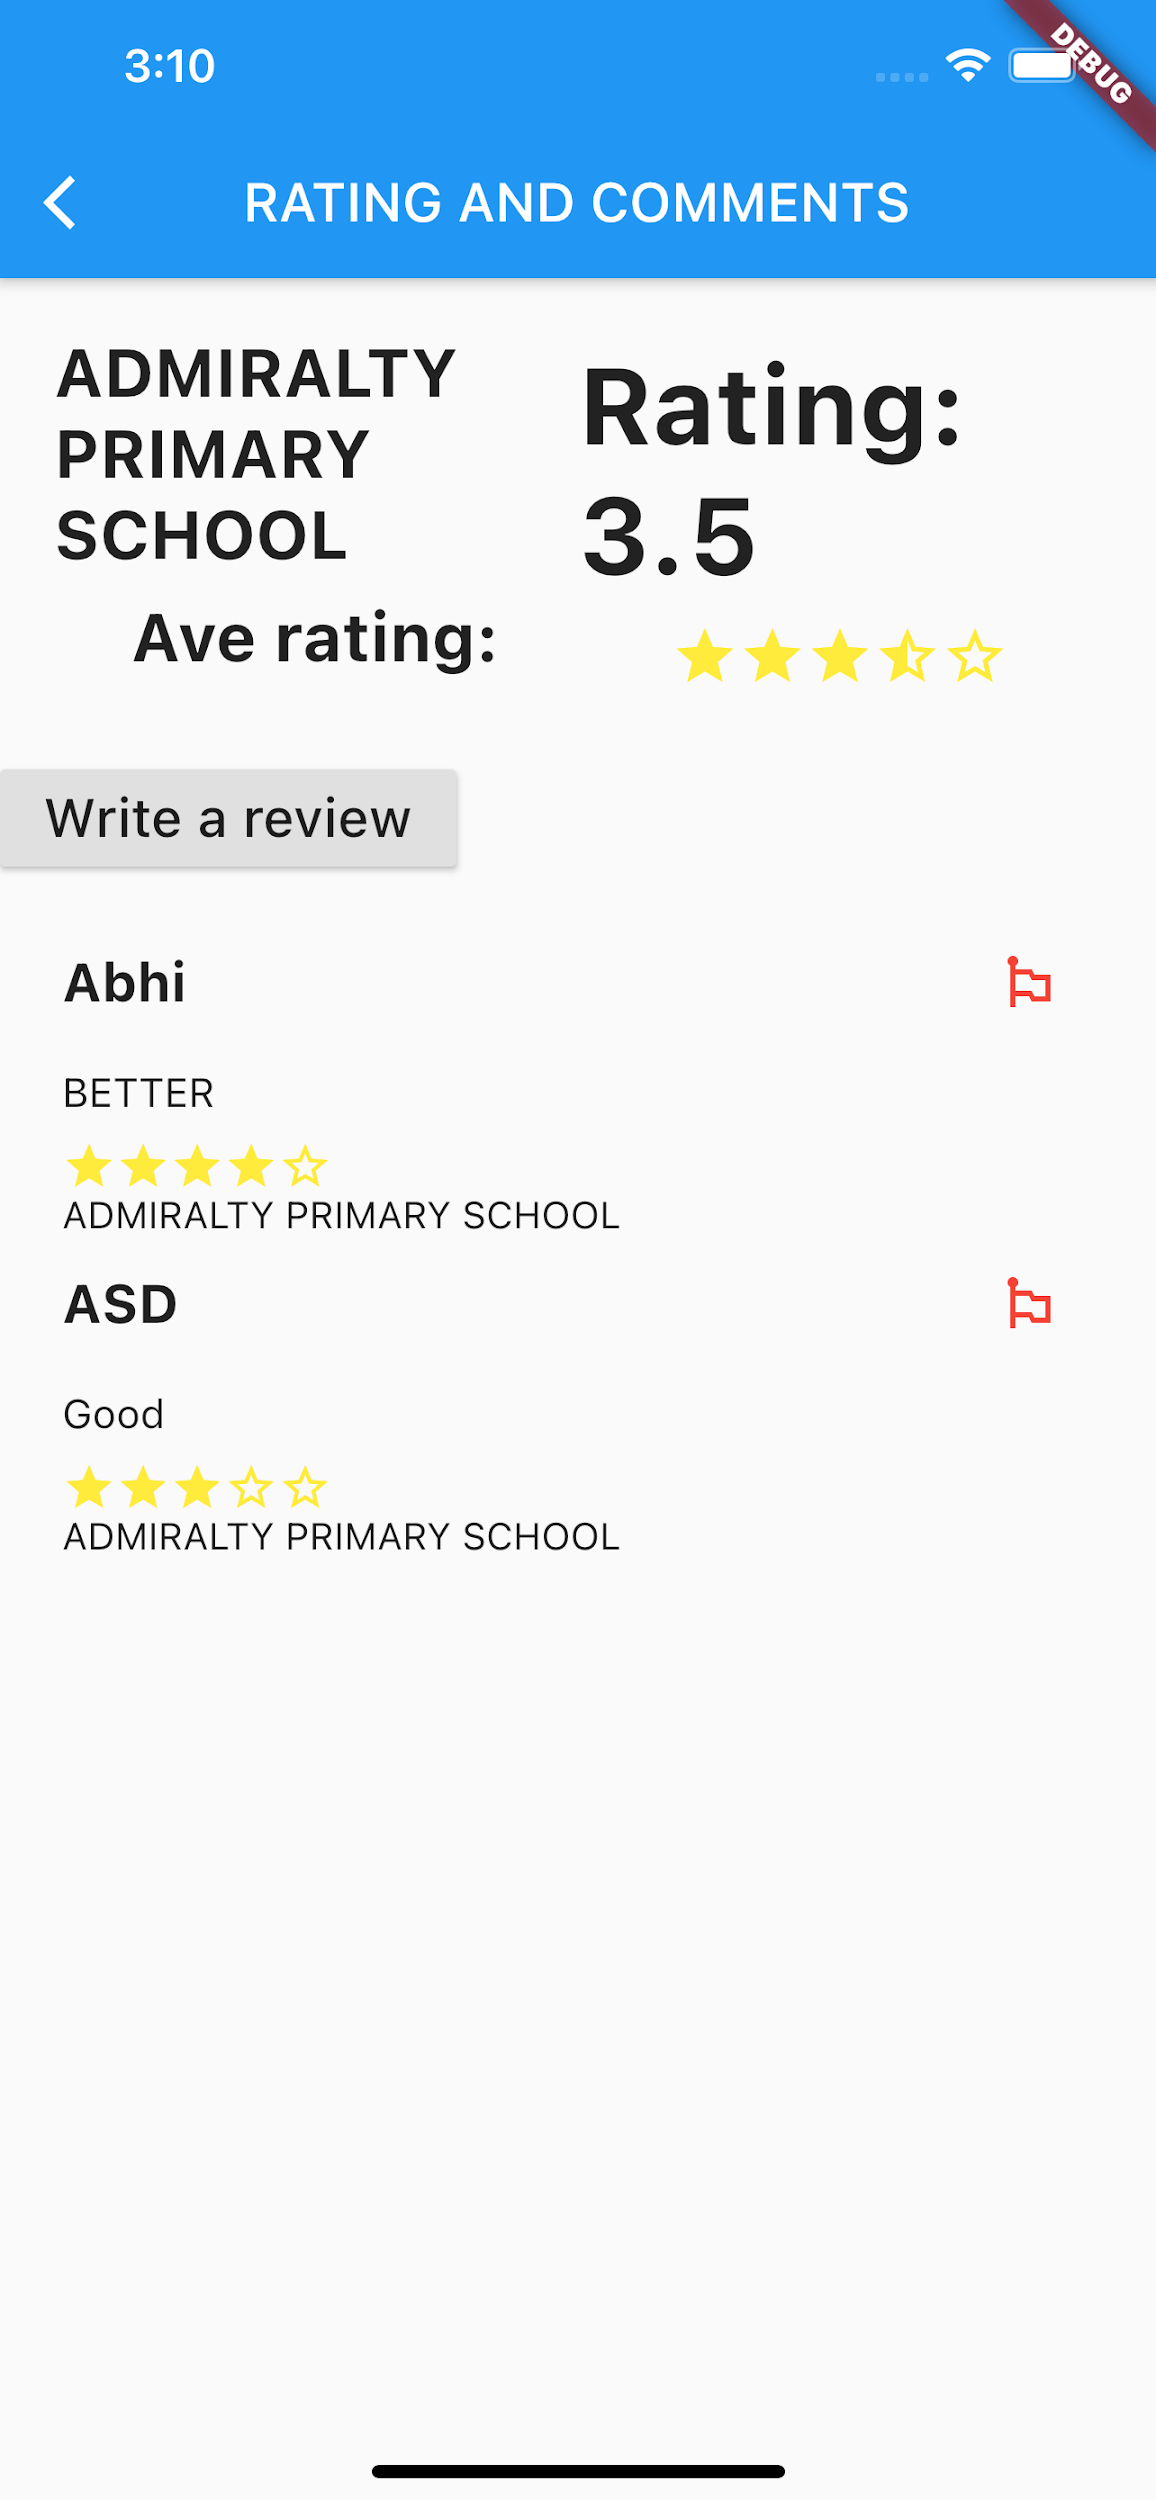 3:10
DEBUG
RATING AND COMMENTS
ADMIRALTY
PRIMARY
SCHOOL
Rating:
3.5
Ave rating:
Write a review
Abhi
BETTER
ADMIRALTY PRIMARY SCHOOL
ASD
Good
ADMIRALTY PRIMARY SCHOOL